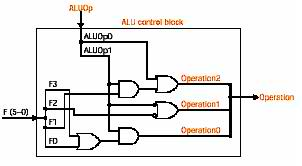 ALUOp
ALU control block
ALUOp0
ALUOp1
F3
Operation2
F2
Operation1
Operation
F (5–0)
F1
Operation0
F0